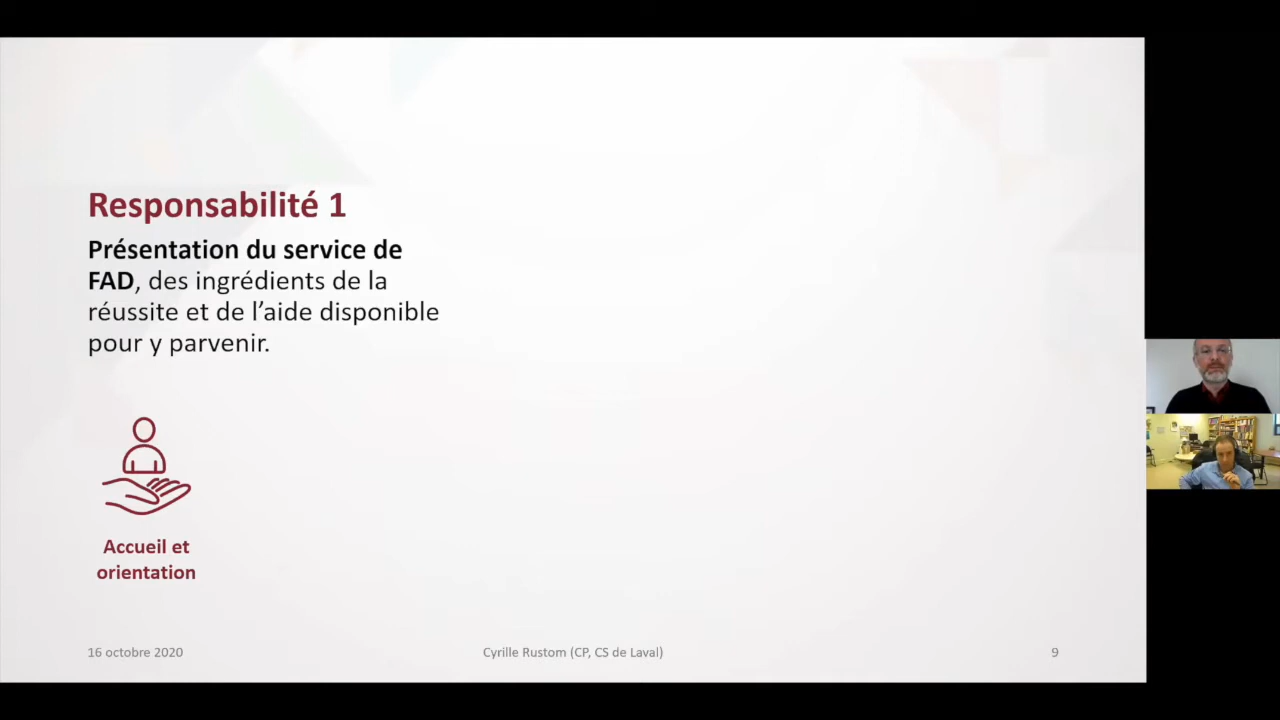 Responsabilité 1
Présentation du service de
FAD, des ingrédients de la
réussite et de l’aide disponible
pour y parvenir.
Accueil et
orientation
16 octobre 2020
Cyrille Rustom (CP, CS de Laval)
9